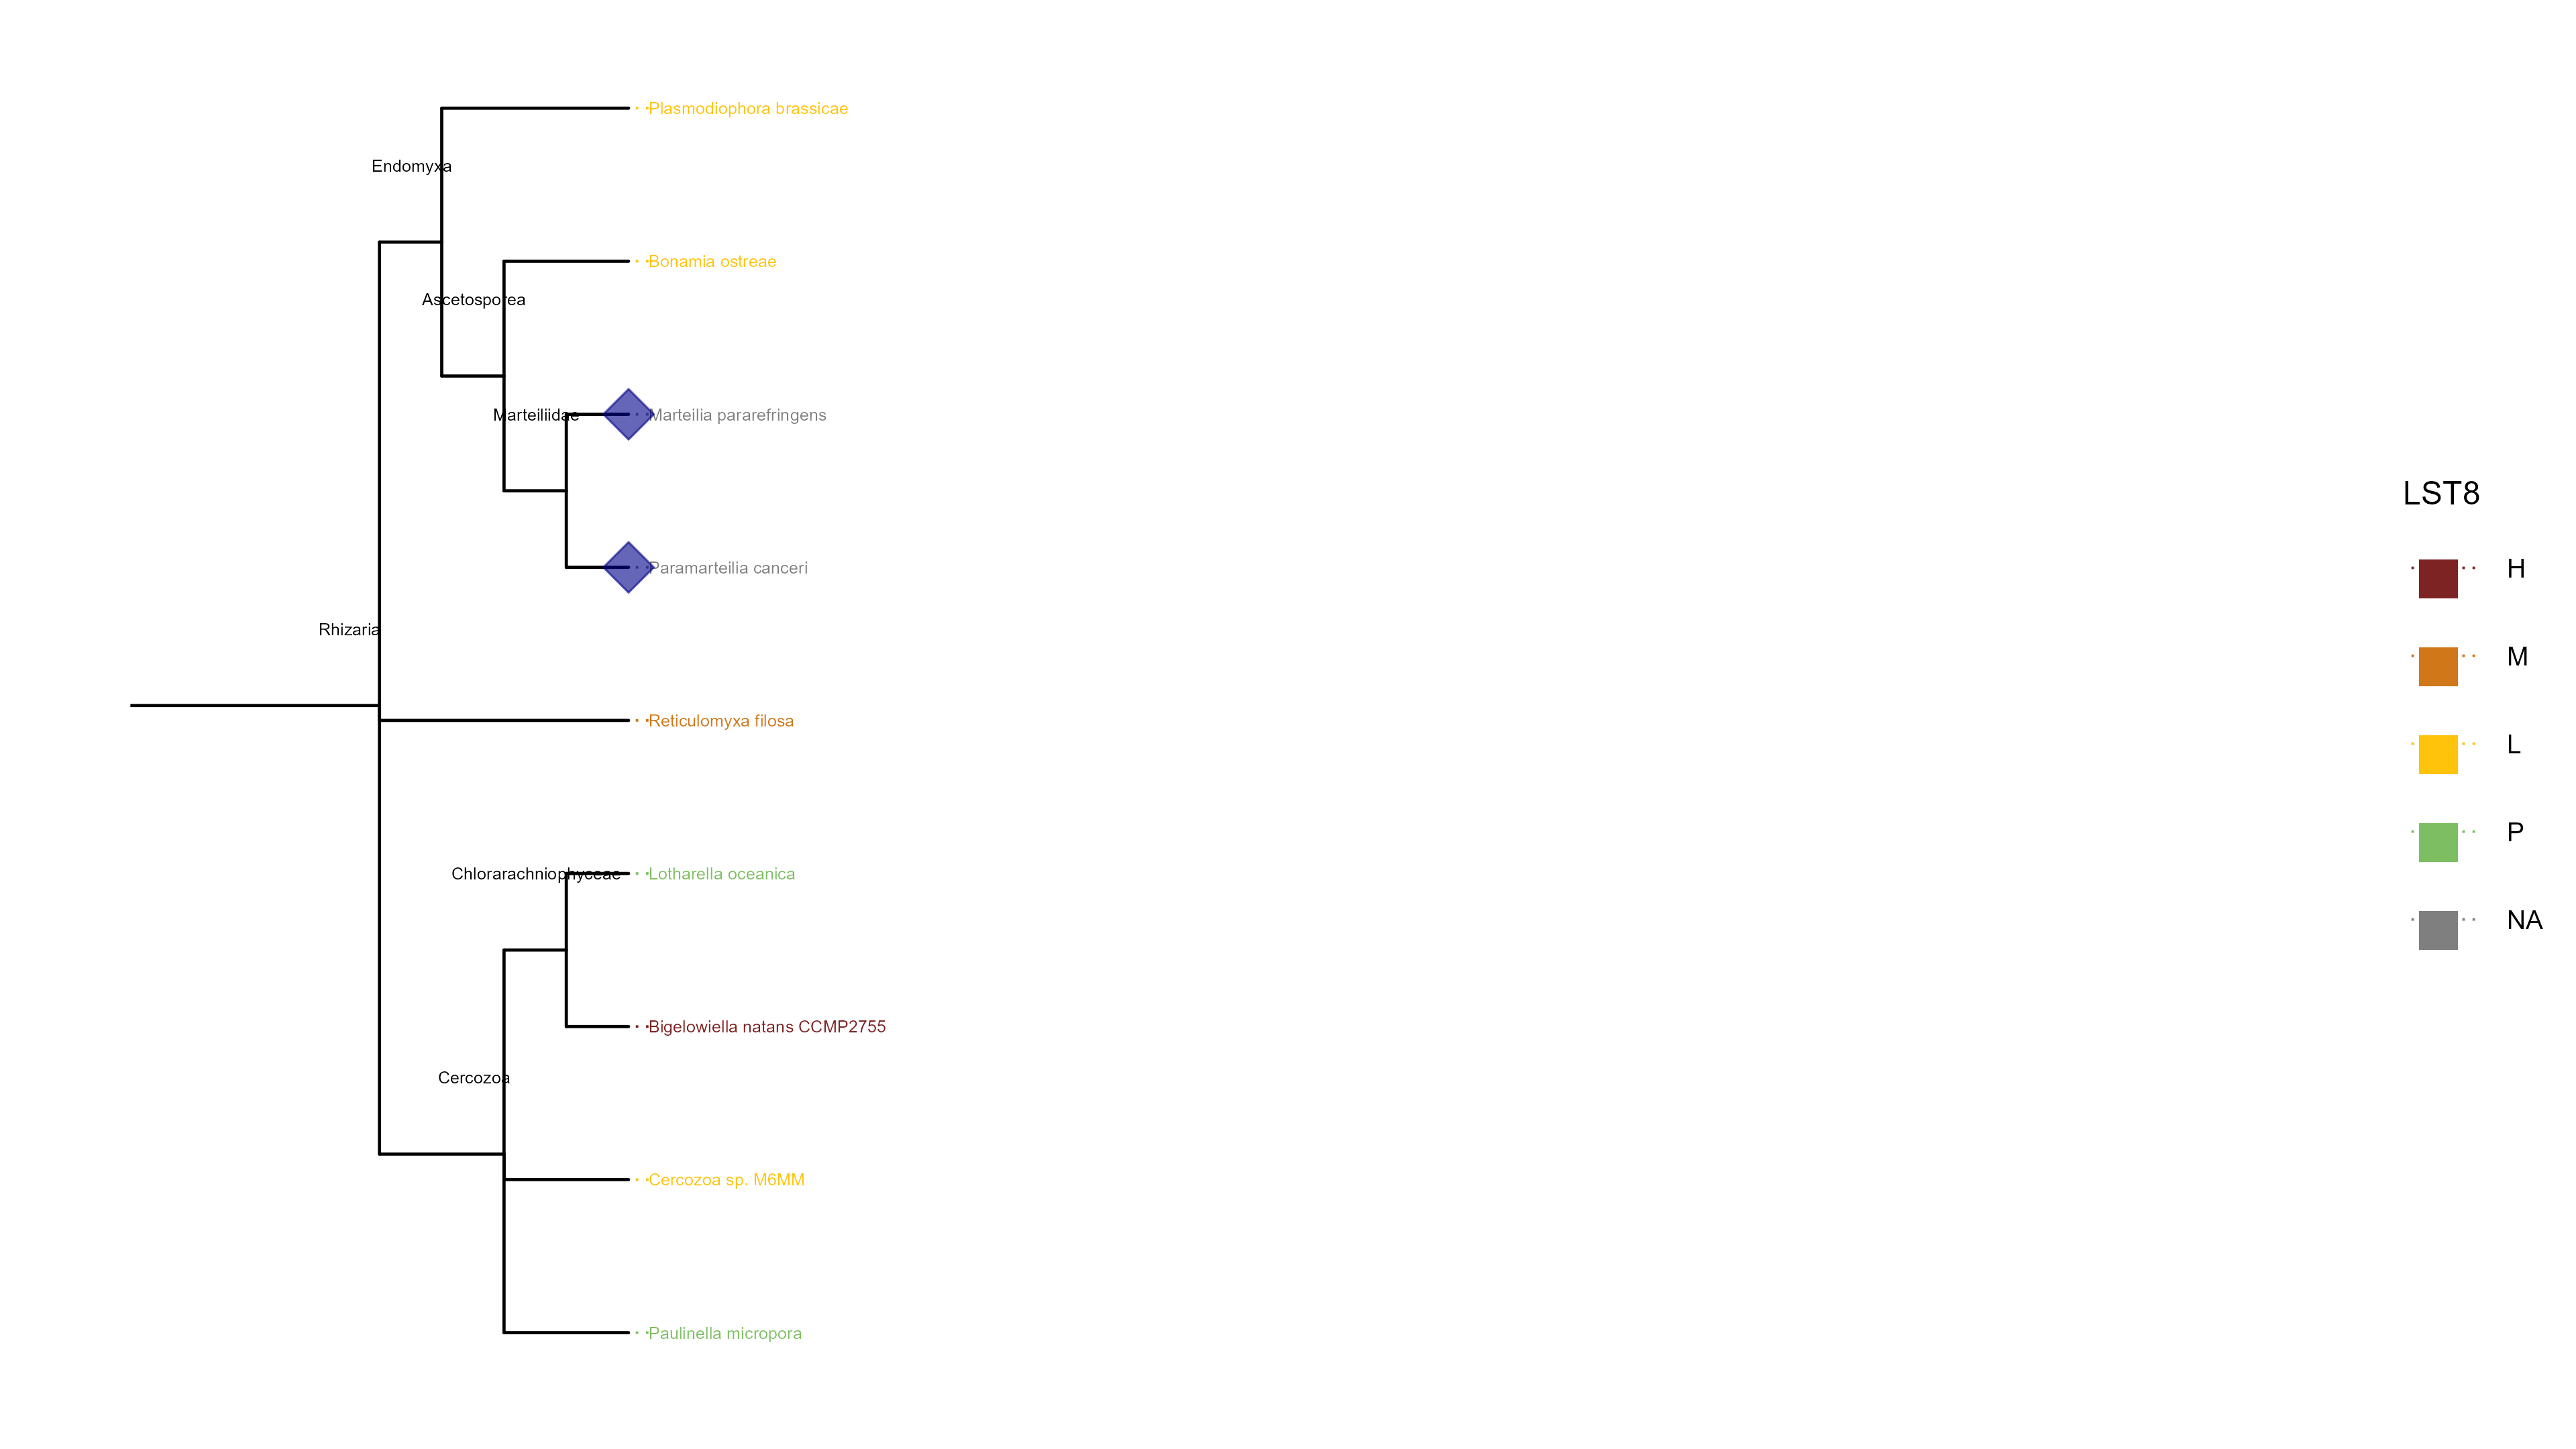 Plasmodiophora brassicae
Endomyxa
Bonamia ostreae
Ascetosporea
Marteiliidae
Marteilia pararefringens
Paramarteilia canceri
Rhizaria
Reticulomyxa filosa
Chlorarachniophyceae
Lotharella oceanica
Bigelowiella natans CCMP2755
Cercozoa
Cercozoa sp. M6MM
Paulinella micropora
LST8
H
M
L
P
NA